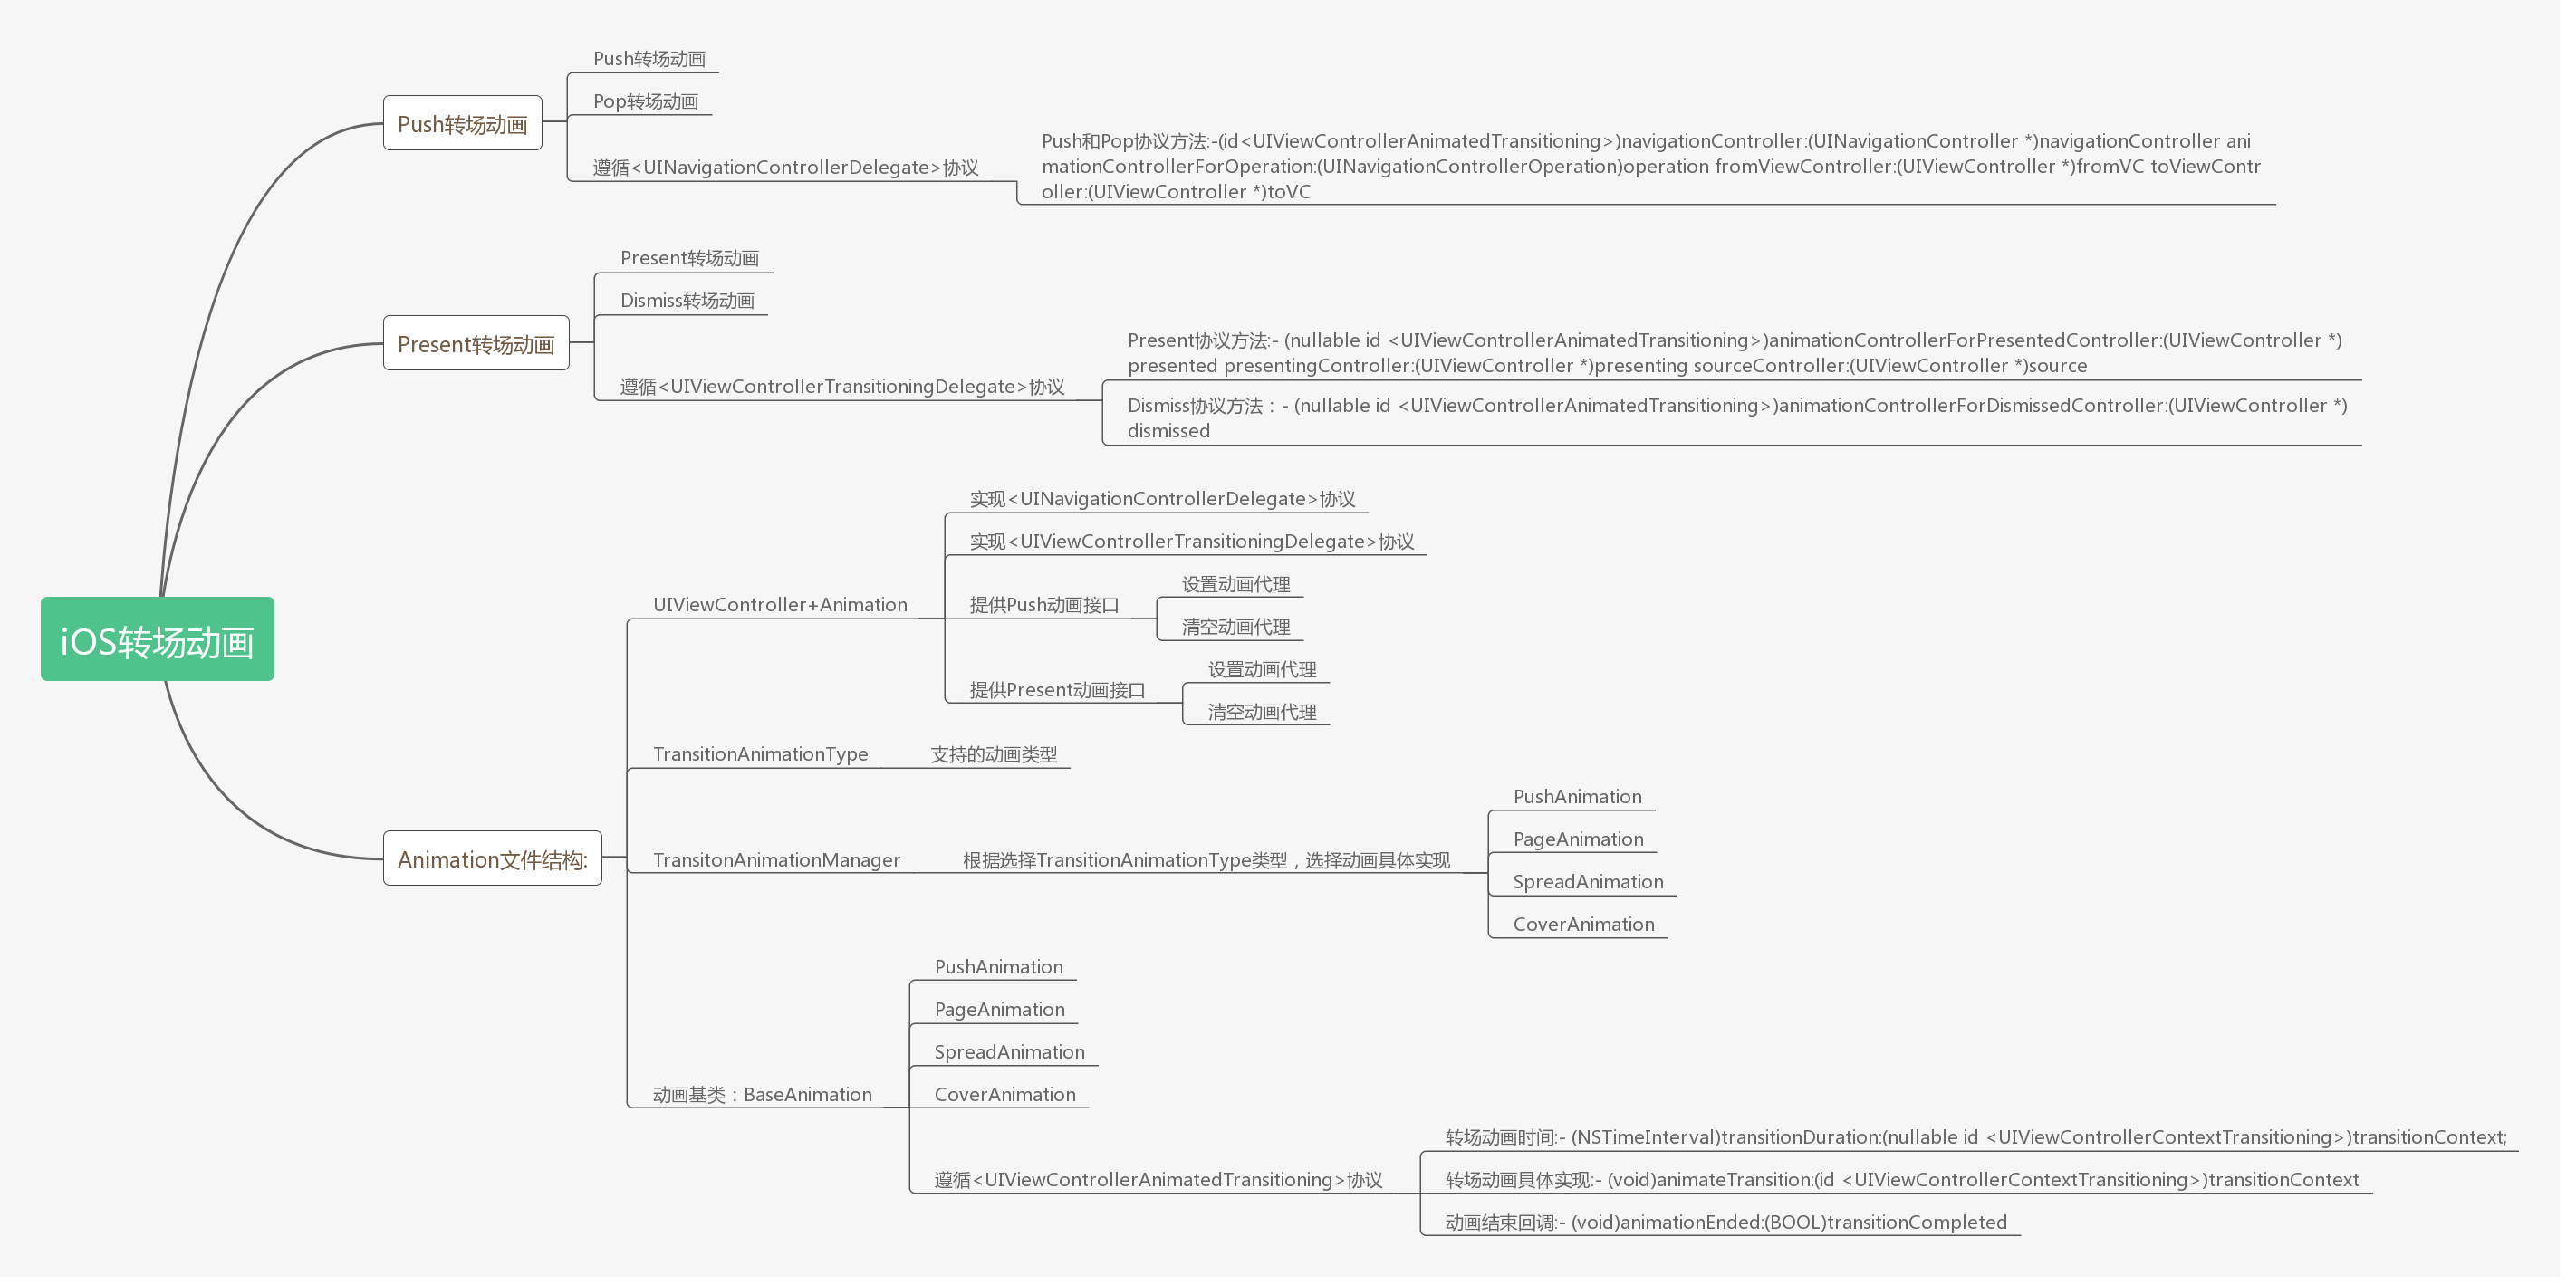 Push转场动画
Pop转场动画
Push转场动画
遵循<UINavigationControllerDelegate>协议
Push和Pop协议方法:-(id<UIViewControllerAnimatedTransitioning>)navigationController:(UINavigationController *)navigationController ani
mationControllerForOperation:(UINavigationControllerOperation)operation fromViewController:(UIViewController *)fromVC toViewContr
oller:(UIViewController *)toVC
Present转场动画
Dismiss转场动画
Present转场动画
遵循<UIViewControllerTransitioningDelegate>协议
Present协议方法:- (nullable id <UIViewControllerAnimatedTransitioning>)animationControllerForPresentedController:(UIViewController *)
presented presentingController:(UIViewController *)presenting sourceController:(UIViewController *)source
Dismiss协议方法：- (nullable id <UIViewControllerAnimatedTransitioning>)animationControllerForDismissedController:(UIViewController *)
dismissed
iOS转场动画
Animation文件结构:
UIViewController+Animation
实现<UINavigationControllerDelegate>协议
实现<UIViewControllerTransitioningDelegate>协议
提供Push动画接口
设置动画代理
清空动画代理
提供Present动画接口
设置动画代理
清空动画代理
TransitionAnimationType
支持的动画类型
TransitonAnimationManager
根据选择TransitionAnimationType类型，选择动画具体实现
PushAnimation
PageAnimation
SpreadAnimation
CoverAnimation
动画基类：BaseAnimation
PushAnimation
PageAnimation
SpreadAnimation
CoverAnimation
遵循<UIViewControllerAnimatedTransitioning>协议
转场动画时间:- (NSTimeInterval)transitionDuration:(nullable id <UIViewControllerContextTransitioning>)transitionContext;
转场动画具体实现:- (void)animateTransition:(id <UIViewControllerContextTransitioning>)transitionContext
动画结束回调:- (void)animationEnded:(BOOL)transitionCompleted